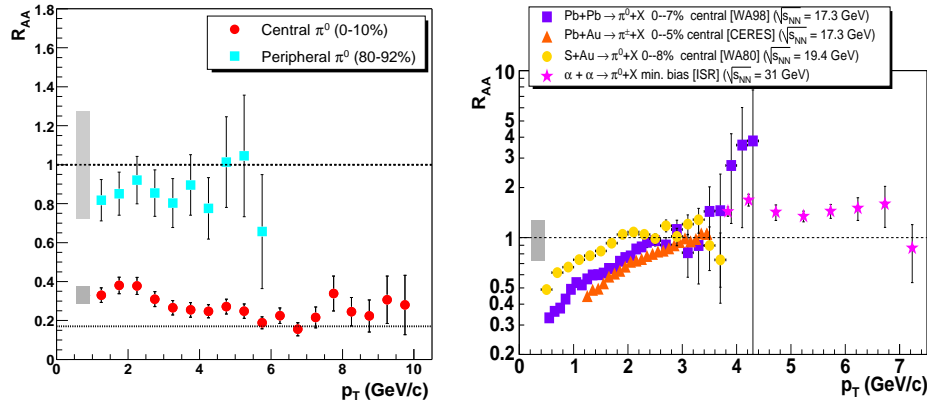 R_AA
1.8
1.6
1.4
1.2
1
0.8
0.6
0.4
0.2
0
0 2 4 6 8 10
p_T (GeV/c)
Central π⁰ (0-10%)
Peripheral π⁰ (80-92%)
Pb+Pb → π⁰+X 0--7% central [WA98] (√s_NN = 17.3 GeV)
Pb+Au → π±+X 0--5% central [CERES] (√s_NN = 17.3 GeV)
S+Au → π⁰+X 0--8% central [WA80] (√s_NN = 19.4 GeV)
α + α → π⁰+X min. bias [ISR] (√s_NN = 31 GeV)
R_AA
10
4
3
2
1
0.5
0.4
0.3
0.2
0 1 2 3 4 5 6 7
p_T (GeV/c)